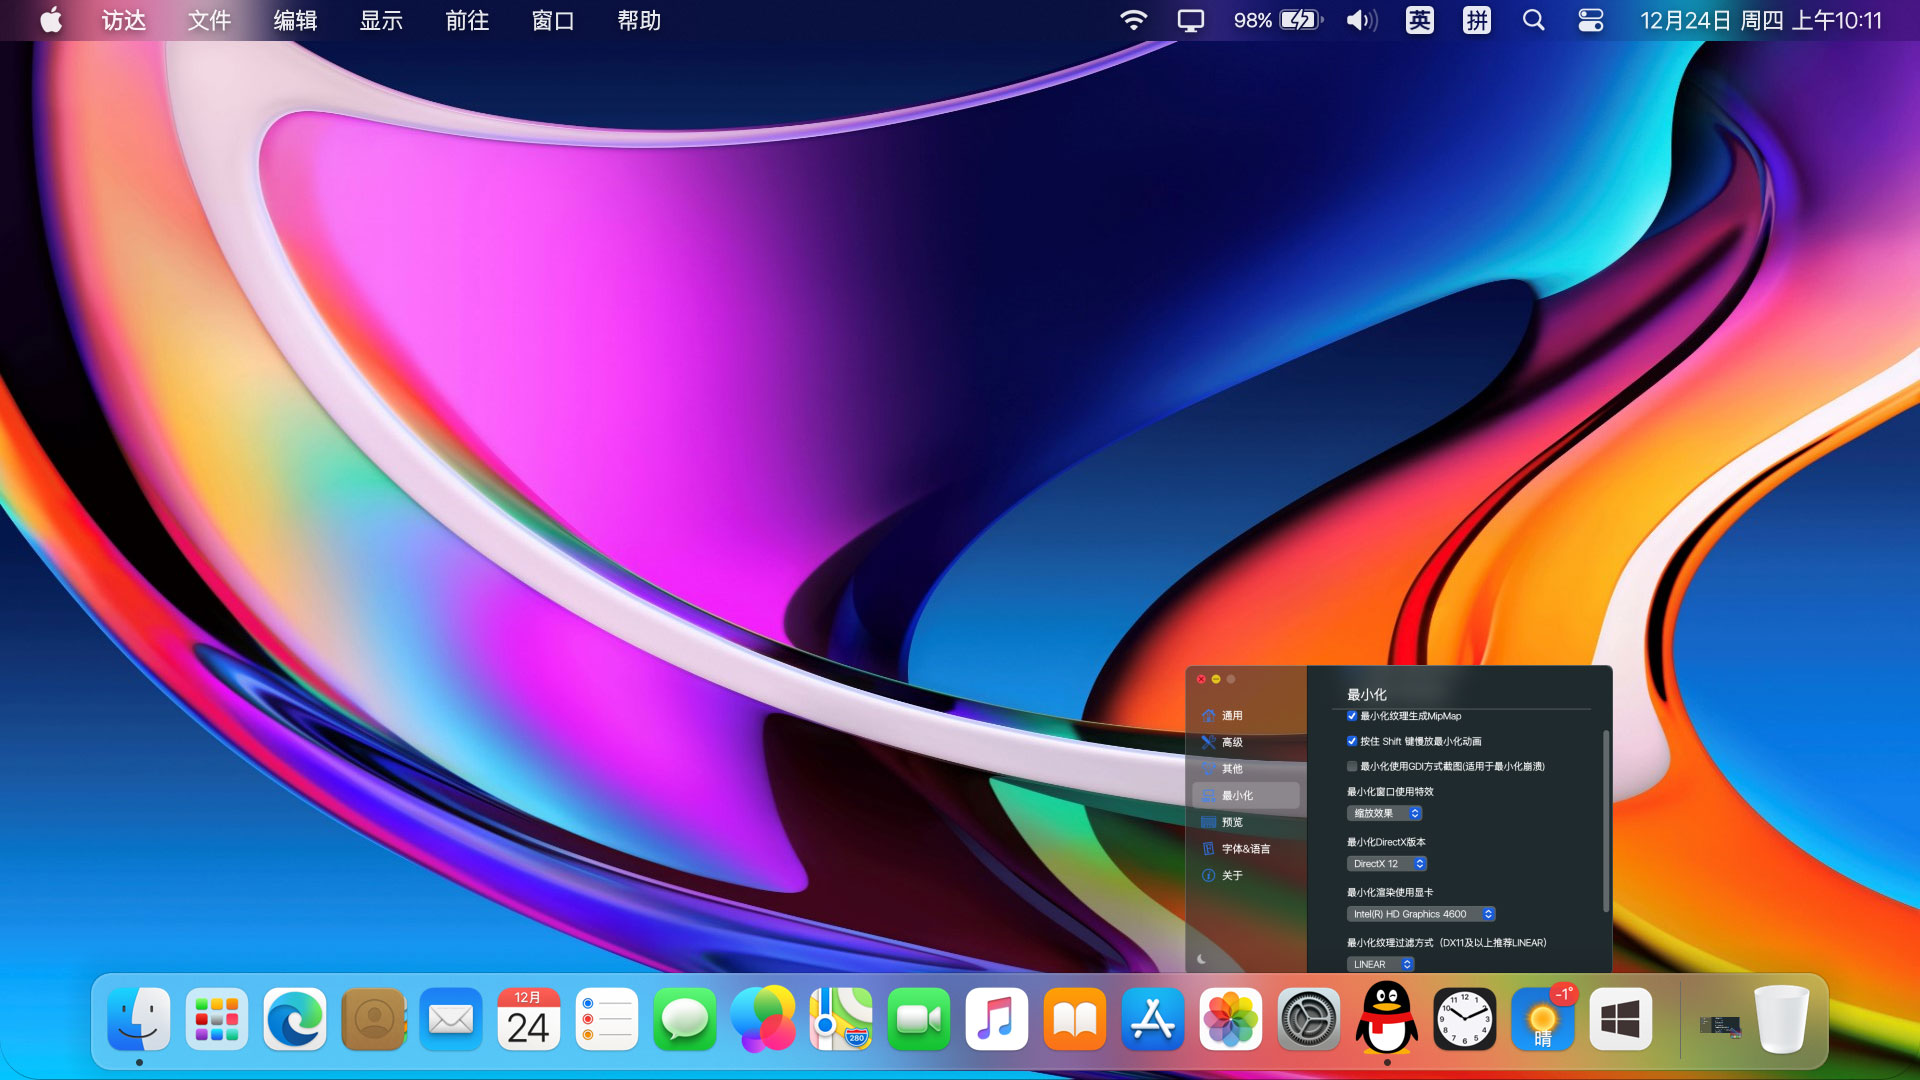 访达 文件 编辑 显示 前往 窗口 帮助 98% 英 拼 12月24日 周四 上午10:11
通用
高级
其他
最小化
预览
字体&语言
关于
最小化
最小化纹理生成MipMap
按住 Shift 键慢放最小化动画
最小化使用GDI方式截图(适用于最小化崩溃)
最小化窗口使用特效
缩放效果
最小化DirectX版本
DirectX 12
最小化渲染使用显卡
Intel(R) HD Graphics 4600
最小化纹理过滤方式（DX11及以上推荐LINEAR）
LINEAR
12月
24
280
-1°
晴